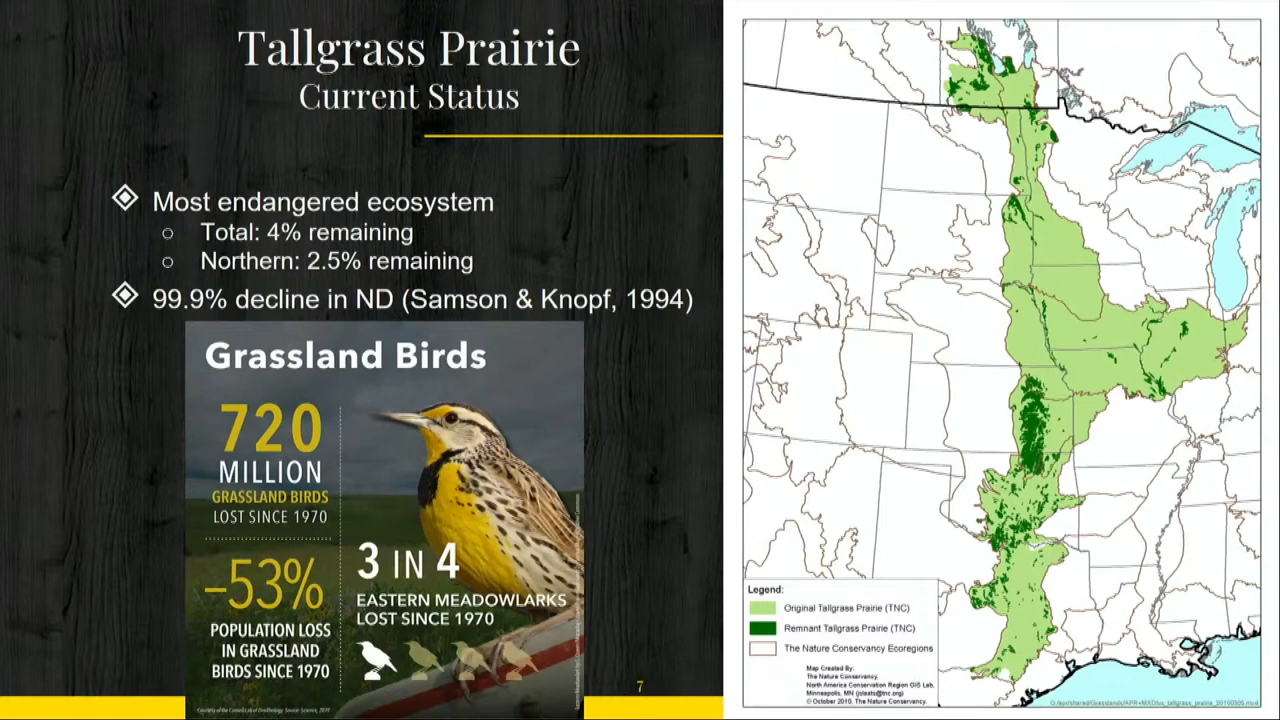 Tallgrass Prairie
Current Status
Most endangered ecosystem
Total: 4% remaining
Northern: 2.5% remaining
99.9% decline in ND (Samson & Knopf, 1994)
Grassland Birds
720
MILLION
GRASSLAND BIRDS
LOST SINCE 1970
–53%
POPULATION LOSS
IN GRASSLAND
BIRDS SINCE 1970
3 IN 4
EASTERN MEADOWLARKS
LOST SINCE 1970
7
Legend:
Original Tallgrass Prairie (TNC)
Remnant Tallgrass Prairie (TNC)
The Nature Conservancy Ecoregions
Map Created By:
The Nature Conservancy,
North America Conservation Region GIS Lab,
Minneapolis, MN (jslaats@tnc.org)
© October 2010, The Nature Conservancy.